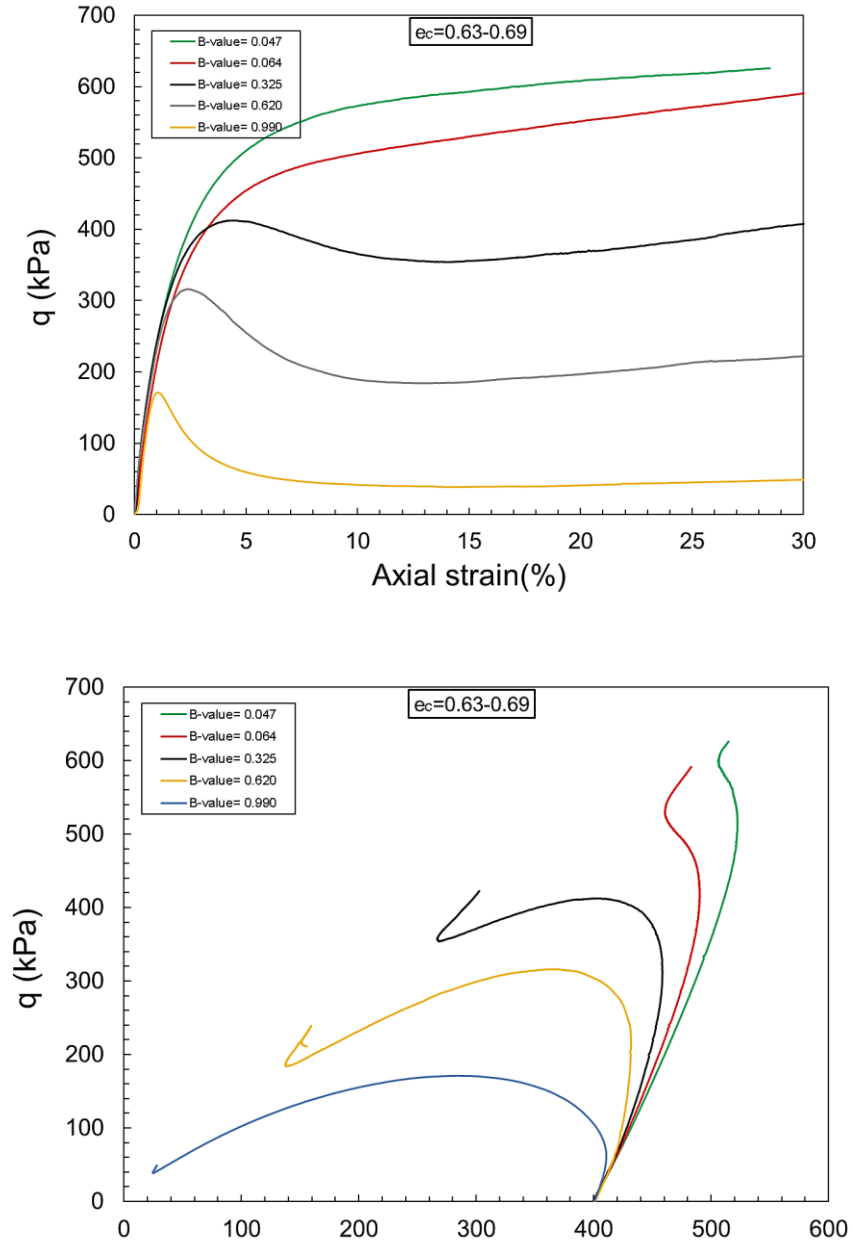 700
600
500
400
300
200
100
0
q (kPa)
B-value= 0.047
B-value= 0.064
B-value= 0.325
B-value= 0.620
B-value= 0.990
ec=0.63-0.69
0 5 10 15 20 25 30
Axial strain(%)
700
600
500
400
300
200
100
0
q (kPa)
B-value= 0.047
B-value= 0.064
B-value= 0.325
B-value= 0.620
B-value= 0.990
ec=0.63-0.69
0 100 200 300 400 500 600